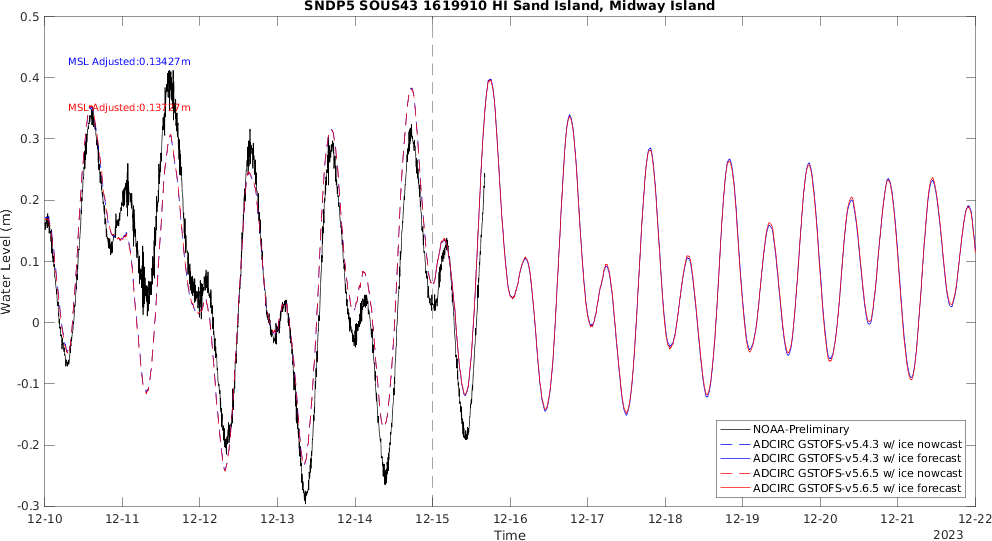 SNDP5 SOUS43 1619910 HI Sand Island, Midway Island
0.5
0.4
0.3
0.2
0.1
0
-0.1
-0.2
-0.3
Water Level (m)
MSL Adjusted:0.13427m
MSL Adjusted:0.13727m
NOAA-Preliminary
ADCIRC GSTOFS-v5.4.3 w/ ice nowcast
ADCIRC GSTOFS-v5.4.3 w/ ice forecast
ADCIRC GSTOFS-v5.6.5 w/ ice nowcast
ADCIRC GSTOFS-v5.6.5 w/ ice forecast
12-10 12-11 12-12 12-13 12-14 12-15 12-16 12-17 12-18 12-19 12-20 12-21 12-22
Time
2023